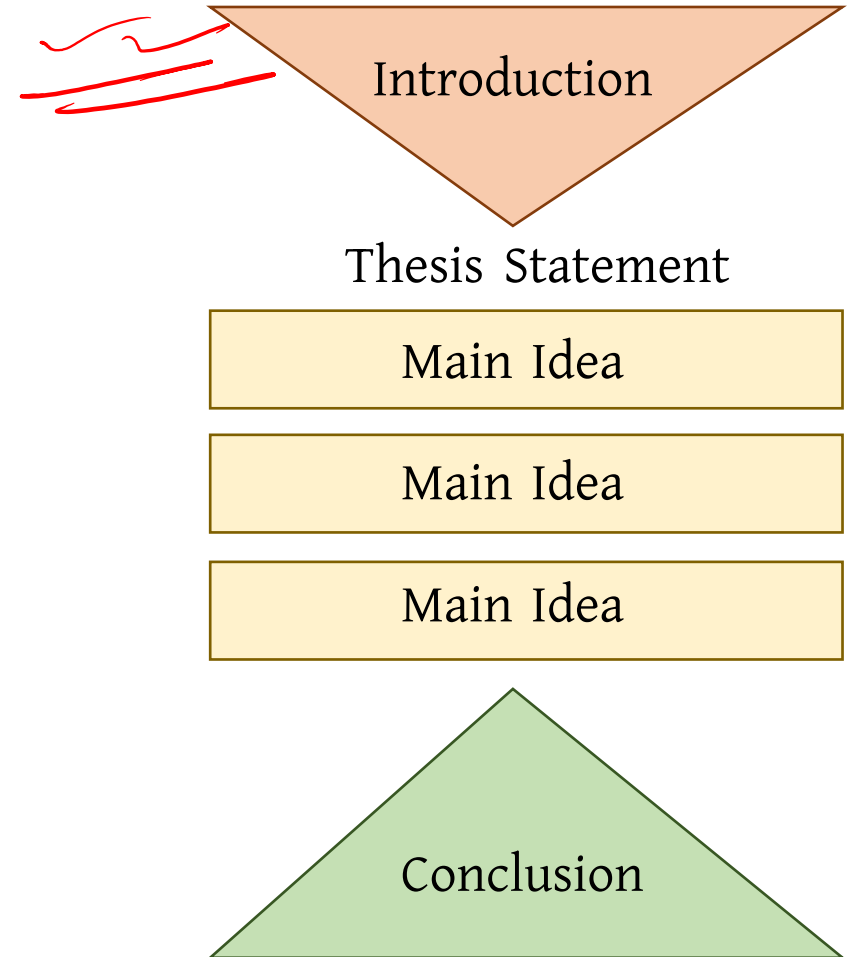 Introduction
Thesis Statement
Main Idea
Main Idea
Main Idea
Conclusion